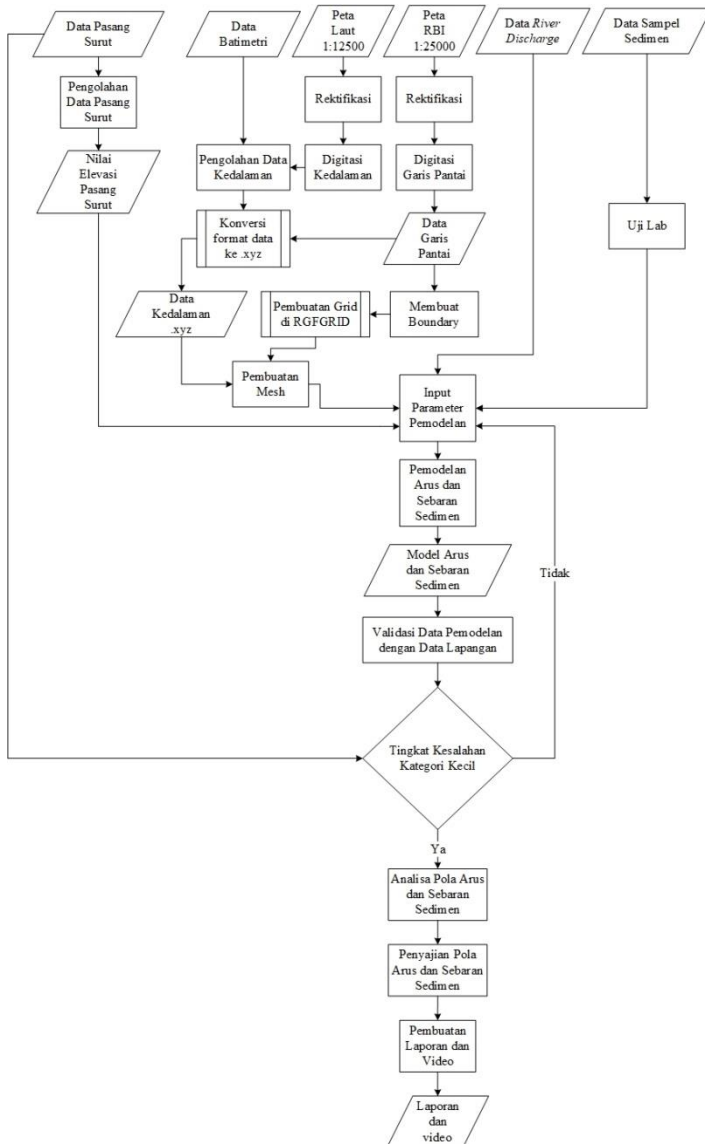 Data Pasang
Surut
Data
Batimetri
Peta
Laut
1:12500
Peta
RBI
1:25000
Data River
Discharge
Data Sampel
Sedimen
Pengolahan
Data Pasang
Surut
Rektifikasi
Rektifikasi
Nilai
Elevasi
Pasang
Surut
Pengolahan Data
Kedalaman
Digitasi
Kedalaman
Digitasi
Garis Pantai
Konversi
format data
ke .xyz
Data
Garis
Pantai
Uji Lab
Data
Kedalaman
.xyz
Pembuatan Grid
di RGFGRID
Membuat
Boundary
Pembuatan
Mesh
Input
Parameter
Pemodelan
Pemodelan
Arus dan
Sebaran
Sedimen
Model Arus
dan Sebaran
Sedimen
Tidak
Validasi Data Pemodelan
dengan Data Lapangan
Tingkat Kesalahan
Kategori Kecil
Ya
Analisa Pola Arus
dan Sebaran
Sedimen
Penyajian Pola
Arus dan Sebaran
Sedimen
Pembuatan
Laporan dan
Video
Laporan
dan
video